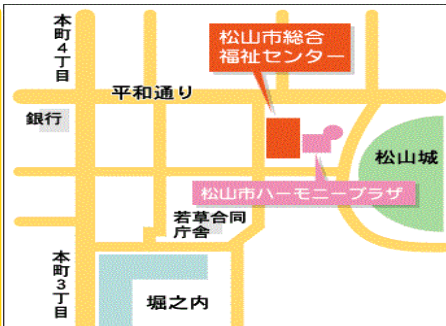 本町4丁目
松山市総合
福祉センター
平和通り
銀行
松山城
松山市ハーモニープラザ
若草合同
庁舎
本町3丁目
堀之内